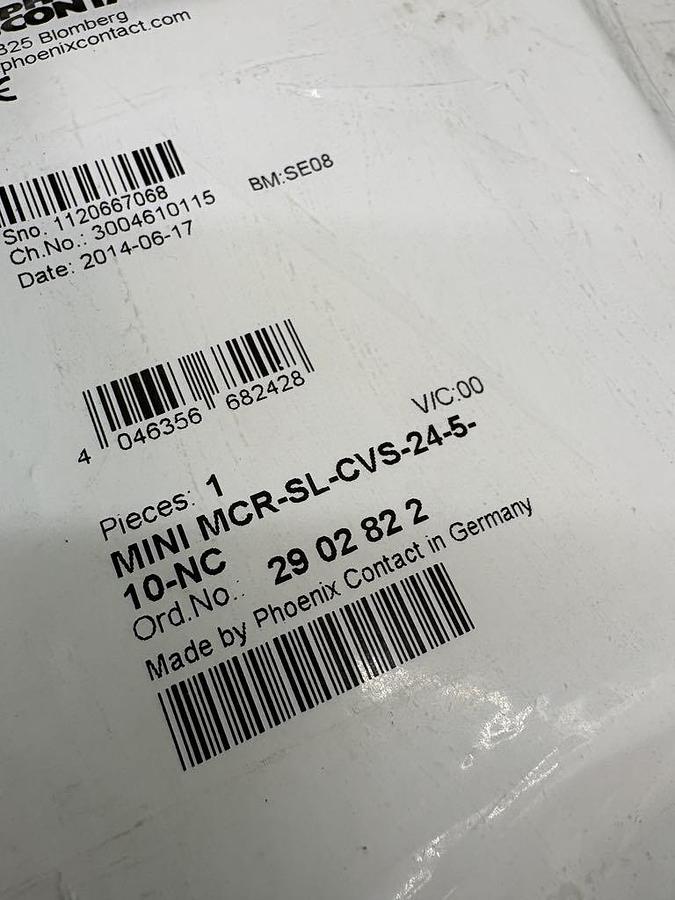 CONTA
325 Blomberg
phoenixcontact.com
CE
Sno. 1120667068
BM:SE08
Ch.No.: 3004610115
Date: 2014-06-17
4 046356 682428
V/C:00
Pieces: 1
MINI MCR-SL-CVS-24-5-
10-NC
Ord.No.: 29 02 82 2
Made by Phoenix Contact in Germany